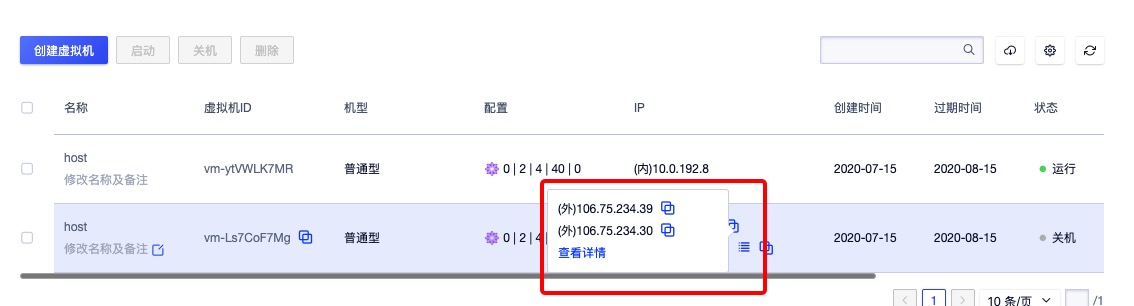 创建虚拟机 启动 关机 删除
名称 虚拟机ID 机型 配置 IP 创建时间 过期时间 状态
host
vm-ytVWLK7MR 普通型 0 | 2 | 4 | 40 | 0 (内)10.0.192.8 2020-07-15 2020-08-15 运行
修改名称及备注
(外)106.75.234.39
host
(外)106.75.234.30
vm-Ls7CoF7Mg 普通型 0 | 2 | 4 2020-07-15 2020-08-15 关机
修改名称及备注
查看详情
1 10 条/页 /1